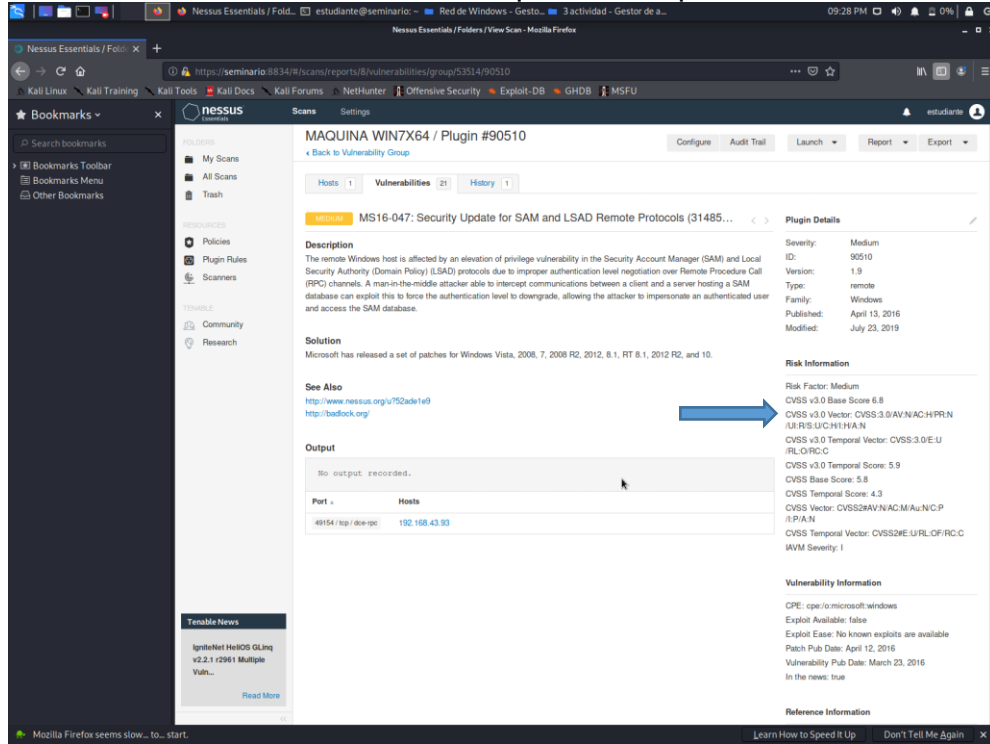 Nessus Essentials / Fold...
estudiante@seminario: ~
Red de Windows - Gesto...
3 actividad - Gestor de a...
09:28 PM
0%
Nessus Essentials / Folders / View Scan - Mozilla Firefox
Nessus Essentials / Folde
https://seminario:8834/#/scans/reports/8/vulnerabilities/group/53514/90510
Kali Linux
Kali Training
Kali Tools
Kali Docs
Kali Forums
NetHunter
Offensive Security
Exploit-DB
GHDB
MSFU
Bookmarks
Search bookmarks
Bookmarks Toolbar
Bookmarks Menu
Other Bookmarks
nessus
Essentials
Scans
Settings
estudiante
FOLDERS
My Scans
All Scans
Trash
RESOURCES
Policies
Plugin Rules
Scanners
TENABLE
Community
Research
Tenable News
IgniteNet HeliOS GLinq
v2.2.1 r2961 Multiple
Vuln...
Read More
MAQUINA WIN7X64 / Plugin #90510
‹ Back to Vulnerability Group
Configure
Audit Trail
Launch
Report
Export
Hosts 1
Vulnerabilities 21
History 1
MEDIUM
MS16-047: Security Update for SAM and LSAD Remote Protocols (31485...
Description
The remote Windows host is affected by an elevation of privilege vulnerability in the Security Account Manager (SAM) and Local
Security Authority (Domain Policy) (LSAD) protocols due to improper authentication level negotiation over Remote Procedure Call
(RPC) channels. A man-in-the-middle attacker able to intercept communications between a client and a server hosting a SAM
database can exploit this to force the authentication level to downgrade, allowing the attacker to impersonate an authenticated user
and access the SAM database.
Solution
Microsoft has released a set of patches for Windows Vista, 2008, 7, 2008 R2, 2012, 8.1, RT 8.1, 2012 R2, and 10.
See Also
http://www.nessus.org/u?52ade1e9
http://badlock.org/
Output
No output recorded.
Port
Hosts
49154 / tcp / dce-rpc
192.168.43.93
Plugin Details
Severity: Medium
ID: 90510
Version: 1.9
Type: remote
Family: Windows
Published: April 13, 2016
Modified: July 23, 2019
Risk Information
Risk Factor: Medium
CVSS v3.0 Base Score 6.8
CVSS v3.0 Vector: CVSS:3.0/AV:N/AC:H/PR:N
/UI:R/S:U/C:H/I:H/A:N
CVSS v3.0 Temporal Vector: CVSS:3.0/E:U
/RL:O/RC:C
CVSS v3.0 Temporal Score: 5.9
CVSS Base Score: 5.8
CVSS Temporal Score: 4.3
CVSS Vector: CVSS2#AV:N/AC:M/Au:N/C:P
/I:P/A:N
CVSS Temporal Vector: CVSS2#E:U/RL:OF/RC:C
IAVM Severity: I
Vulnerability Information
CPE: cpe:/o:microsoft:windows
Exploit Available: false
Exploit Ease: No known exploits are available
Patch Pub Date: April 12, 2016
Vulnerability Pub Date: March 23, 2016
In the news: true
Reference Information
Mozilla Firefox seems slow... to... start.
Learn How to Speed It Up
Don't Tell Me Again